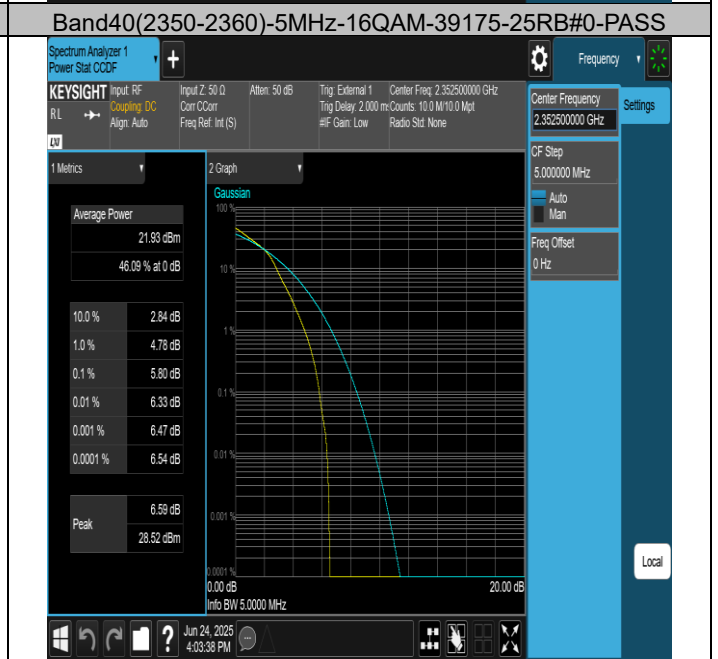 Band40(2350-2360)-5MHz-16QAM-39175-25RB#0-PASS
Spectrum Analyzer 1
Power Stat CCDF
+
Frequency
KEYSIGHT Input: RF Input Z: 50 Ω Atten: 50 dB Trig: External 1 Center Freq: 2.352500000 GHz
RL Coupling: DC Corr CCorr Trig Delay: 2.000 ms Counts: 10.0 M/10.0 Mpt
Align: Auto Freq Ref: Int (S) #IF Gain: Low Radio Std: None
LXI
Center Frequency
2.352500000 GHz
Settings
CF Step
5.000000 MHz
Auto
Man
Freq Offset
0 Hz
1 Metrics
2 Graph
Gaussian
Average Power
21.93 dBm
46.09 % at 0 dB
10.0 % 2.84 dB
1.0 % 4.78 dB
0.1 % 5.80 dB
0.01 % 6.33 dB
0.001 % 6.47 dB
0.0001 % 6.54 dB
Peak 6.59 dB
28.52 dBm
100 %
10 %
1 %
0.1 %
0.01 %
0.001 %
0.0001 %
0.00 dB 20.00 dB
Info BW 5.0000 MHz
Local
?
Jun 24, 2025
4:03:38 PM